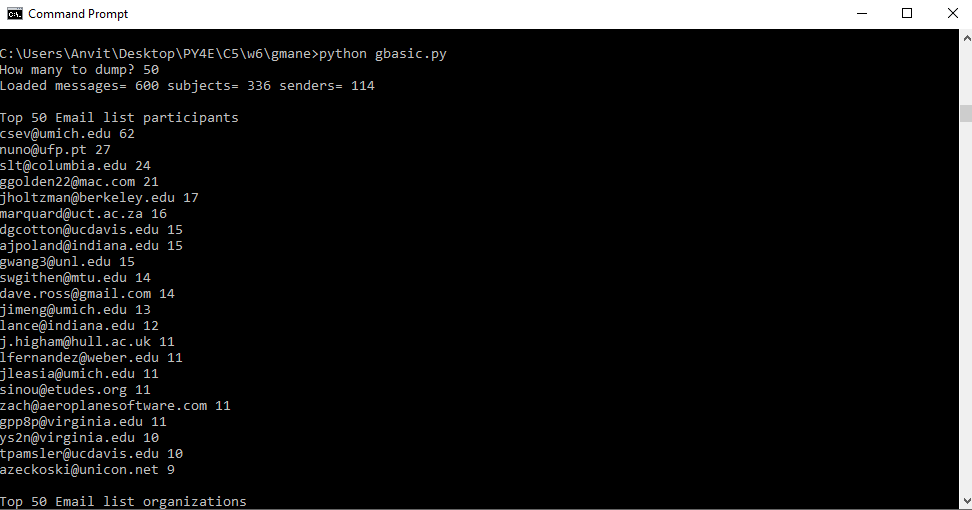 Command Prompt
C:\Users\Anvit\Desktop\PY4E\C5\w6\gmane>python gbasic.py
How many to dump? 50
Loaded messages= 600 subjects= 336 senders= 114
Top 50 Email list participants
csev@umich.edu 62
nuno@ufp.pt 27
slt@columbia.edu 24
ggolden22@mac.com 21
jholtzman@berkeley.edu 17
marquard@uct.ac.za 16
dgcotton@ucdavis.edu 15
ajpoland@indiana.edu 15
gwang3@unl.edu 15
swgithen@mtu.edu 14
dave.ross@gmail.com 14
jimeng@umich.edu 13
lance@indiana.edu 12
j.higham@hull.ac.uk 11
lfernandez@weber.edu 11
jleasia@umich.edu 11
sinou@etudes.org 11
zach@aeroplanesoftware.com 11
gpp8p@virginia.edu 11
ys2n@virginia.edu 10
tpamsler@ucdavis.edu 10
azeckoski@unicon.net 9
Top 50 Email list organizations